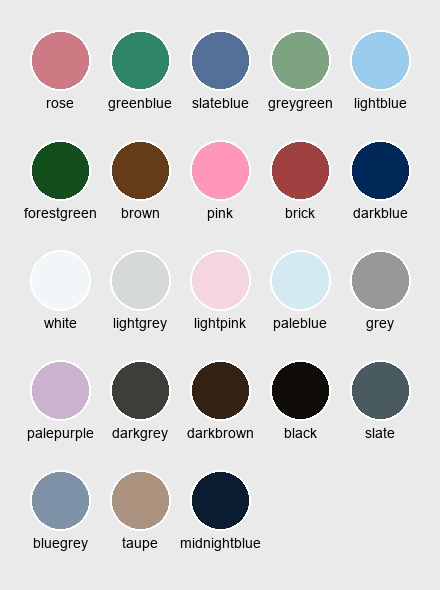 rose greenblue slateblue greygreen lightblue
forestgreen brown pink brick darkblue
white lightgrey lightpink paleblue grey
palepurple darkgrey darkbrown black slate
bluegrey taupe midnightblue